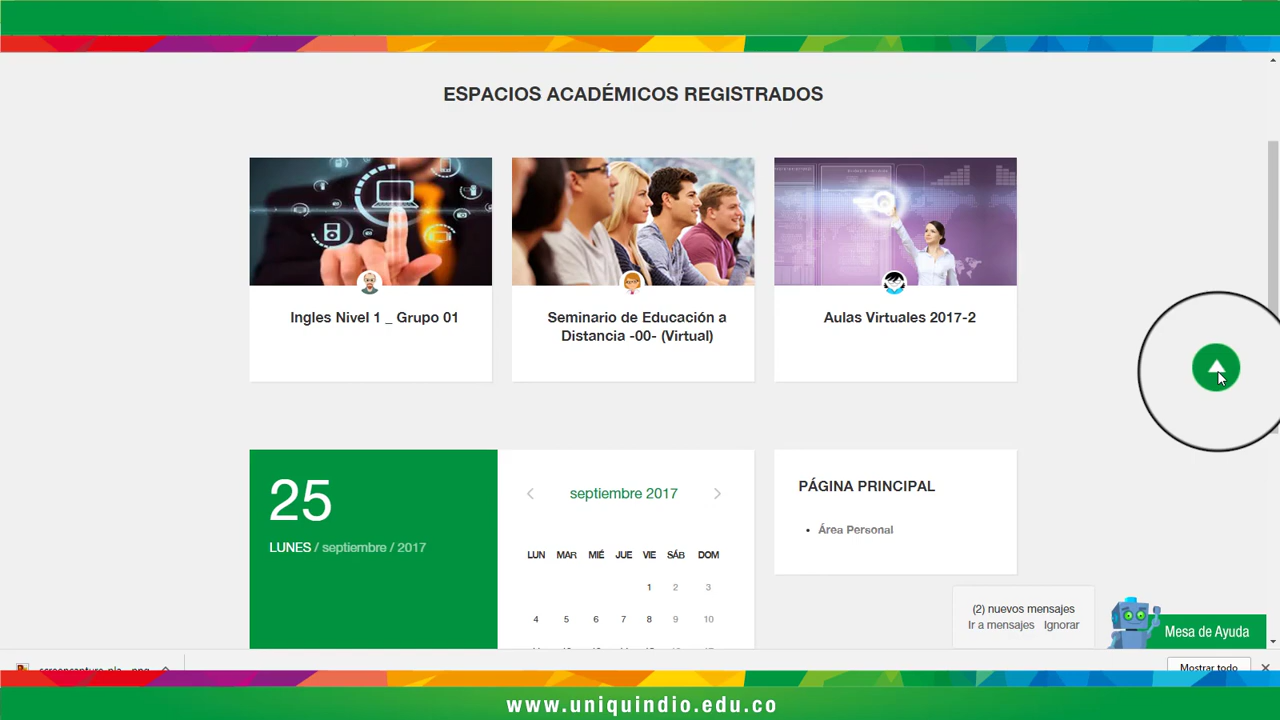 ESPACIOS ACADÉMICOS REGISTRADOS
Ingles Nivel 1 _ Grupo 01
Seminario de Educación a
Distancia -00- (Virtual)
Aulas Virtuales 2017-2
25
LUNES / septiembre / 2017
septiembre 2017
LUN MAR MIÉ JUE VIE SÁB DOM
1 2 3
4 5 6 7 8 9 10
PÁGINA PRINCIPAL
• Área Personal
(2) nuevos mensajes
Ir a mensajes Ignorar
Mesa de Ayuda
Mostrar todo
www.uniquindio.edu.co